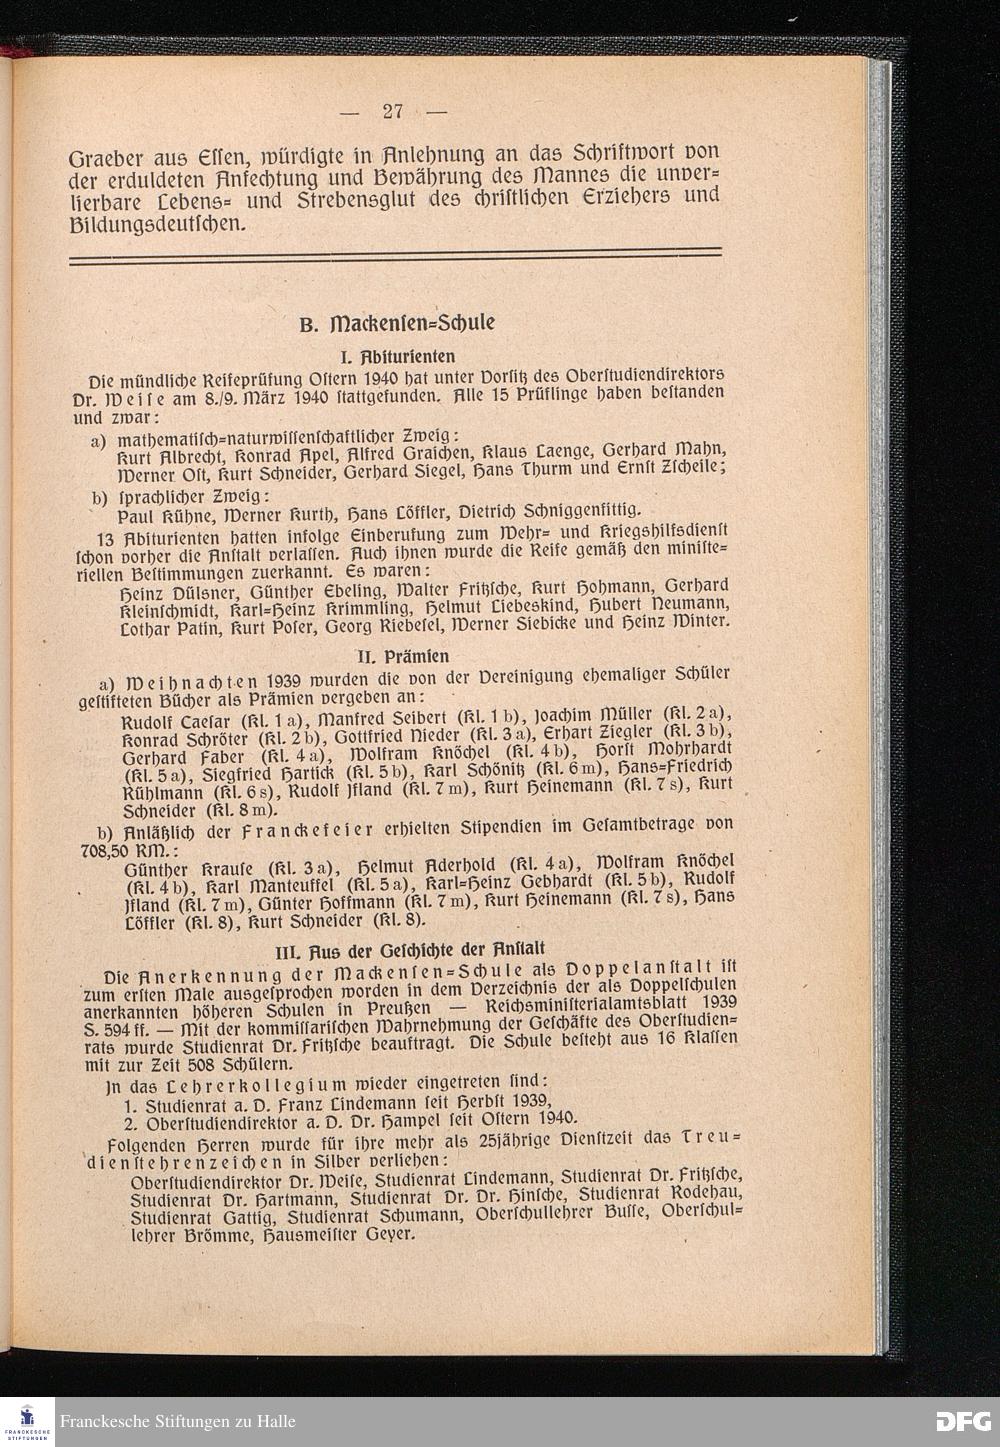 — 27 —
Graeber aus Eſſen, würdigte in Anlehnung an das Schriftwort von
der erduldeten Anfechtung und Bewährung des Mannes die unver⸗
lierbare Lebens⸗ und Strebensglut des chriſtlichen Erziehers und
Bildungsdeutſchen.
B. Mackenſen⸗Schule
I. Abiturienten
Die mündliche Reifeprüfung Oſtern 1940 hat unter Vorſitz des Oberſtudiendirektors
Dr. Weiſe am 8./9. März 1940 ſtattgefunden. Alle 15 Prüflinge haben beſtanden
und zwar:
a) mathematiſch⸗naturwiſſenſchaftlicher Zweig:
Kurt Albrecht, Konrad Apel, Alfred Graichen, Klaus Laenge, Gerhard Mahn,
Werner Oſt, Kurt Schneider, Gerhard Siegel, Hans Thurm und Ernſt Zſcheile;
b) ſprachlicher Zweig:
Paul Kühne, Werner Kurth, Hans Löffler, Dietrich Schniggenfittig.
13 Abiturienten hatten infolge Einberufung zum Wehr⸗ und Kriegshilfsdienſt
ſchon vorher die Anſtalt verlaſſen. Auch ihnen wurde die Reife gemäß den miniſte⸗
riellen Beſtimmungen zuerkannt. Es waren:
Heinz Dülsner, Günther Ebeling, Walter Fritzſche, Kurt Hohmann, Gerhard
Kleinſchmidt, Karl⸗Heinz Krimmling, Helmut Liebeskind, Hubert Neumann,
Lothar Patin, Kurt Poſer, Georg Riebeſel, Werner Siebicke und Heinz Winter.
II. Prämien
a) Weihnachten 1939 wurden die von der Vereinigung ehemaliger Schüler
geſtifteten Bücher als Prämien vergeben an:
Rudolf Caeſar (Kl. 1 a), Manfred Seibert (Kl. 1 b), Joachim Müller (Kl. 2 a),
Konrad Schröter (Kl. 2 b), Gottfried Nieder (Kl. 3 a), Erhart Ziegler (Kl. 3 b),
Gerhard Faber (Kl. 4 a), Wolfram Knöchel (Kl. 4 b), Horſt Mohrhardt
(Kl. 5 a), Siegfried Hartick (Kl. 5 b), Karl Schönitz (Kl. 6 m), Hans⸗Friedrich
Rühlmann (Kl. 6 s), Rudolf Ifland (Kl. 7 m), Kurt Heinemann (Kl. 7 s), Kurt
Schneider (Kl. 8 m).
b) Anläßlich der Franckefeier erhielten Stipendien im Geſamtbetrage von
708,50 RM.:
Günther Krauſe (Kl. 3 a), Helmut Aderhold (Kl. 4 a), Wolfram Knöchel
(Kl. 4 b), Karl Manteuffel (Kl. 5 a), Karl⸗Heinz Gebhardt (Kl. 5 b), Rudolf
Ifland (Kl. 7 m), Günter Hoffmann (Kl. 7 m), Kurt Heinemann (Kl. 7 s), Hans
Löffler (Kl. 8), Kurt Schneider (Kl. 8).
III. Aus der Geſchichte der Anſtalt
Die Anerkennung der Mackenſen⸗Schule als Doppelanſtalt iſt
zum erſten Male ausgeſprochen worden in dem Verzeichnis der als Doppelſchulen
anerkannten höheren Schulen in Preußen — Reichsminiſterialamtsblatt 1939
S. 594 ff. — Mit der kommiſſariſchen Wahrnehmung der Geſchäfte des Oberſtudien⸗
rats wurde Studienrat Dr. Fritzſche beauftragt. Die Schule beſteht aus 16 Klaſſen
mit zur Zeit 508 Schülern.
In das Lehrerkollegium wieder eingetreten ſind:
1. Studienrat a. D. Franz Lindemann ſeit Herbſt 1939,
2. Oberſtudiendirektor a. D. Dr. Hampel ſeit Oſtern 1940.
Folgenden Herren wurde für ihre mehr als 25jährige Dienſtzeit das Treu⸗
dienſtehrenzeichen in Silber verliehen:
Oberſtudiendirektor Dr. Weiſe, Studienrat Lindemann, Studienrat Dr. Fritzſche,
Studienrat Dr. Hartmann, Studienrat Dr. Dr. Hinſche, Studienrat Rodehau,
Studienrat Gattig, Studienrat Schumann, Oberſchullehrer Buſſe, Oberſchul⸗
lehrer Brömme, Hausmeiſter Geyer.
FRANCKESCHE
STIFTUNGEN
Franckesche Stiftungen zu Halle
DFG